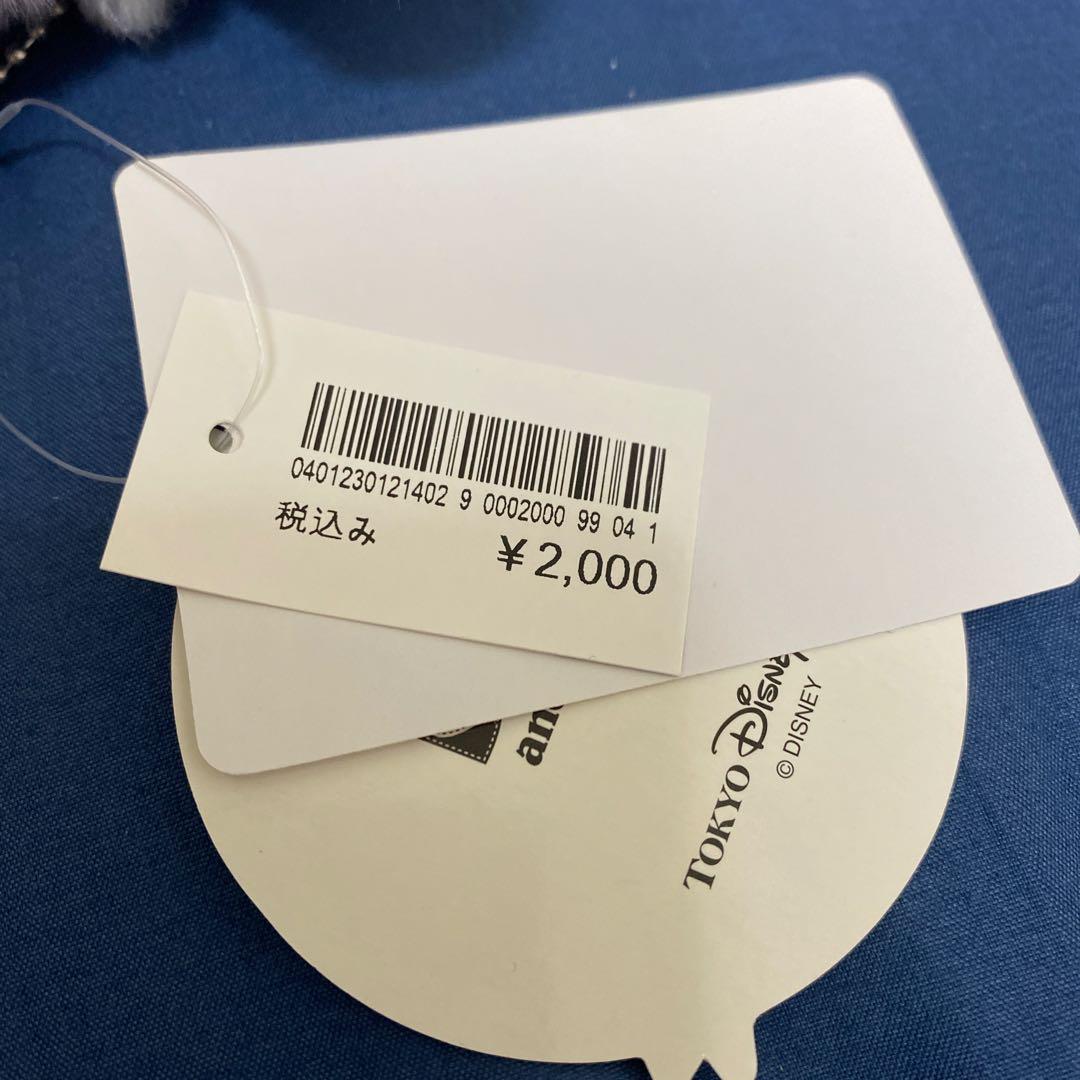 0401230121402 9 0002000 99 04 1
税込み ¥2,000
TOKYO Disney
© DISNEY